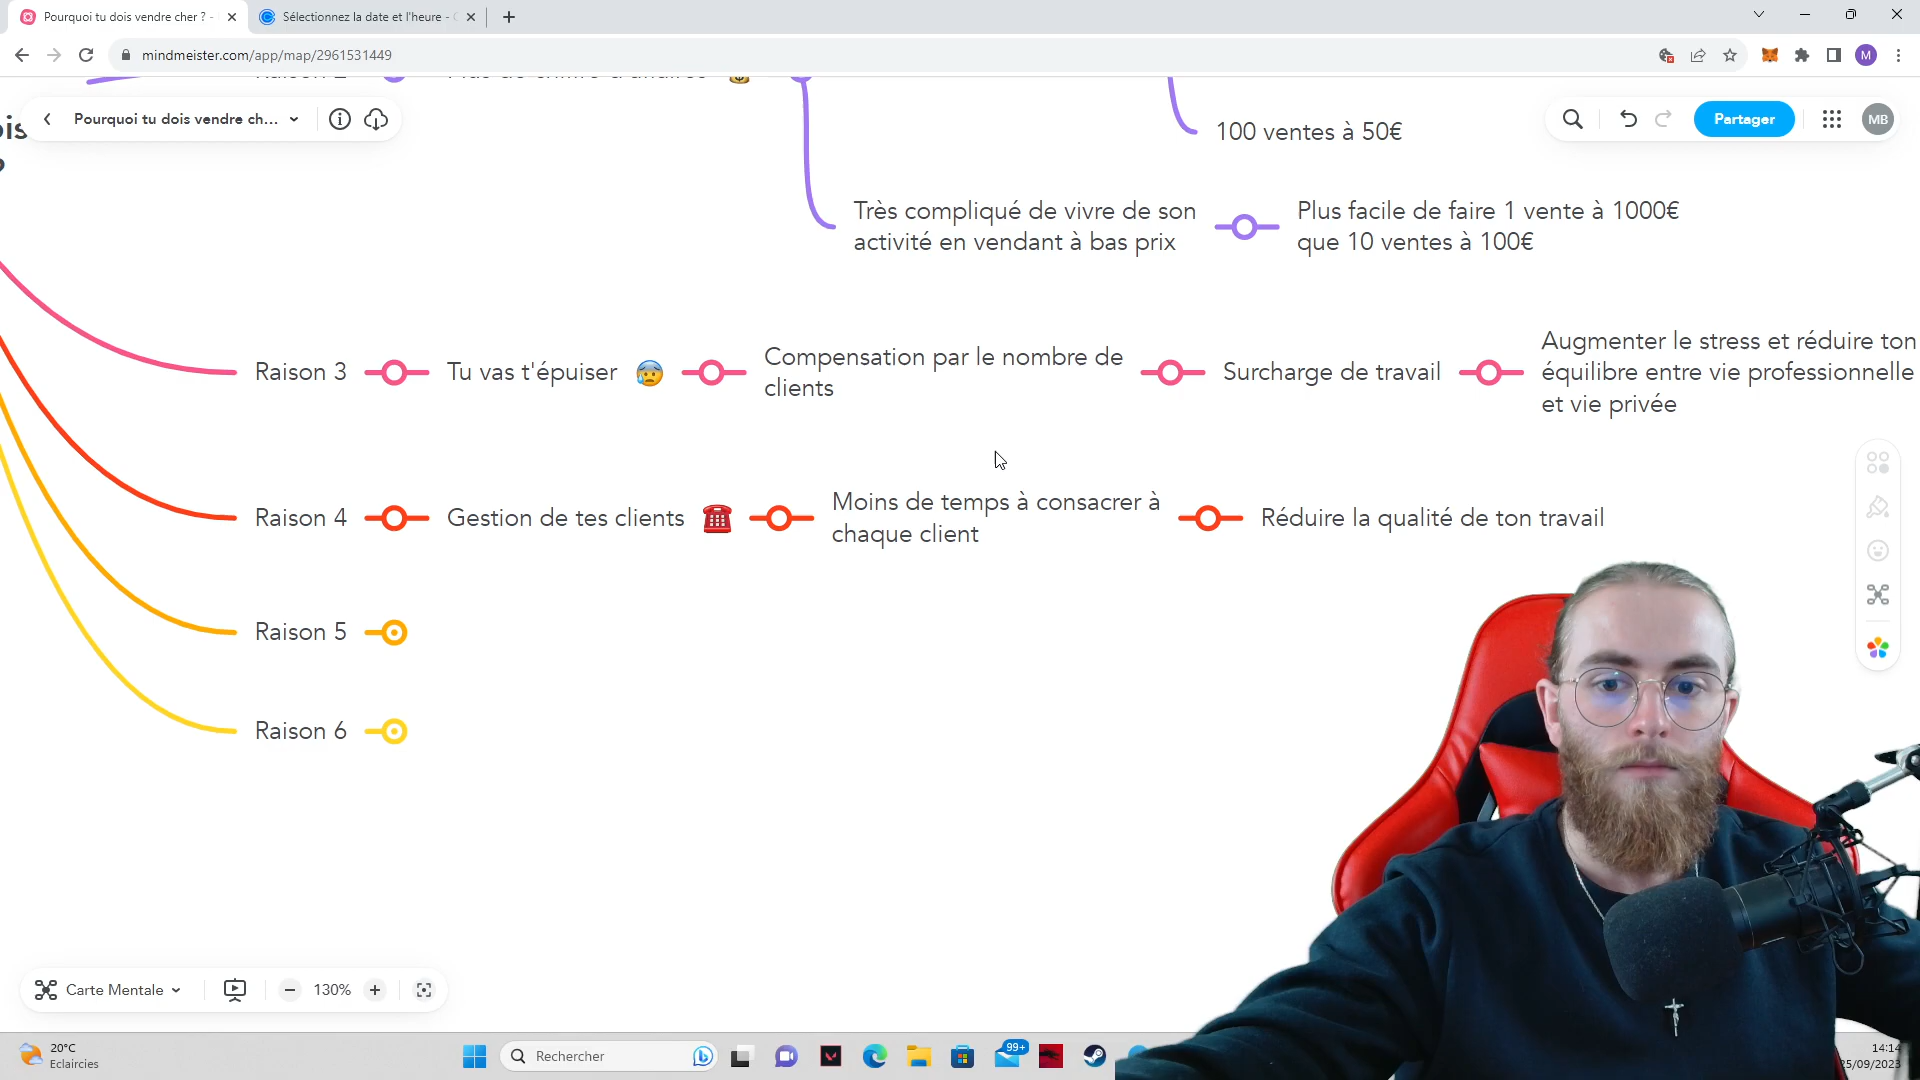 Pourquoi tu dois vendre cher ? -
Sélectionnez la date et l'heure -
mindmeister.com/app/map/2961531449
M
Pourquoi tu dois vendre ch...
Partager
MB
100 ventes à 50€
Très compliqué de vivre de son
activité en vendant à bas prix
Plus facile de faire 1 vente à 1000€
que 10 ventes à 100€
Raison 3
Tu vas t'épuiser
Compensation par le nombre de
clients
Surcharge de travail
Augmenter le stress et réduire ton
équilibre entre vie professionnelle
et vie privée
Raison 4
Gestion de tes clients
Moins de temps à consacrer à
chaque client
Réduire la qualité de ton travail
Raison 5
Raison 6
Carte Mentale
130%
20°C
Eclaircies
Rechercher
99+
14:14
25/09/2023